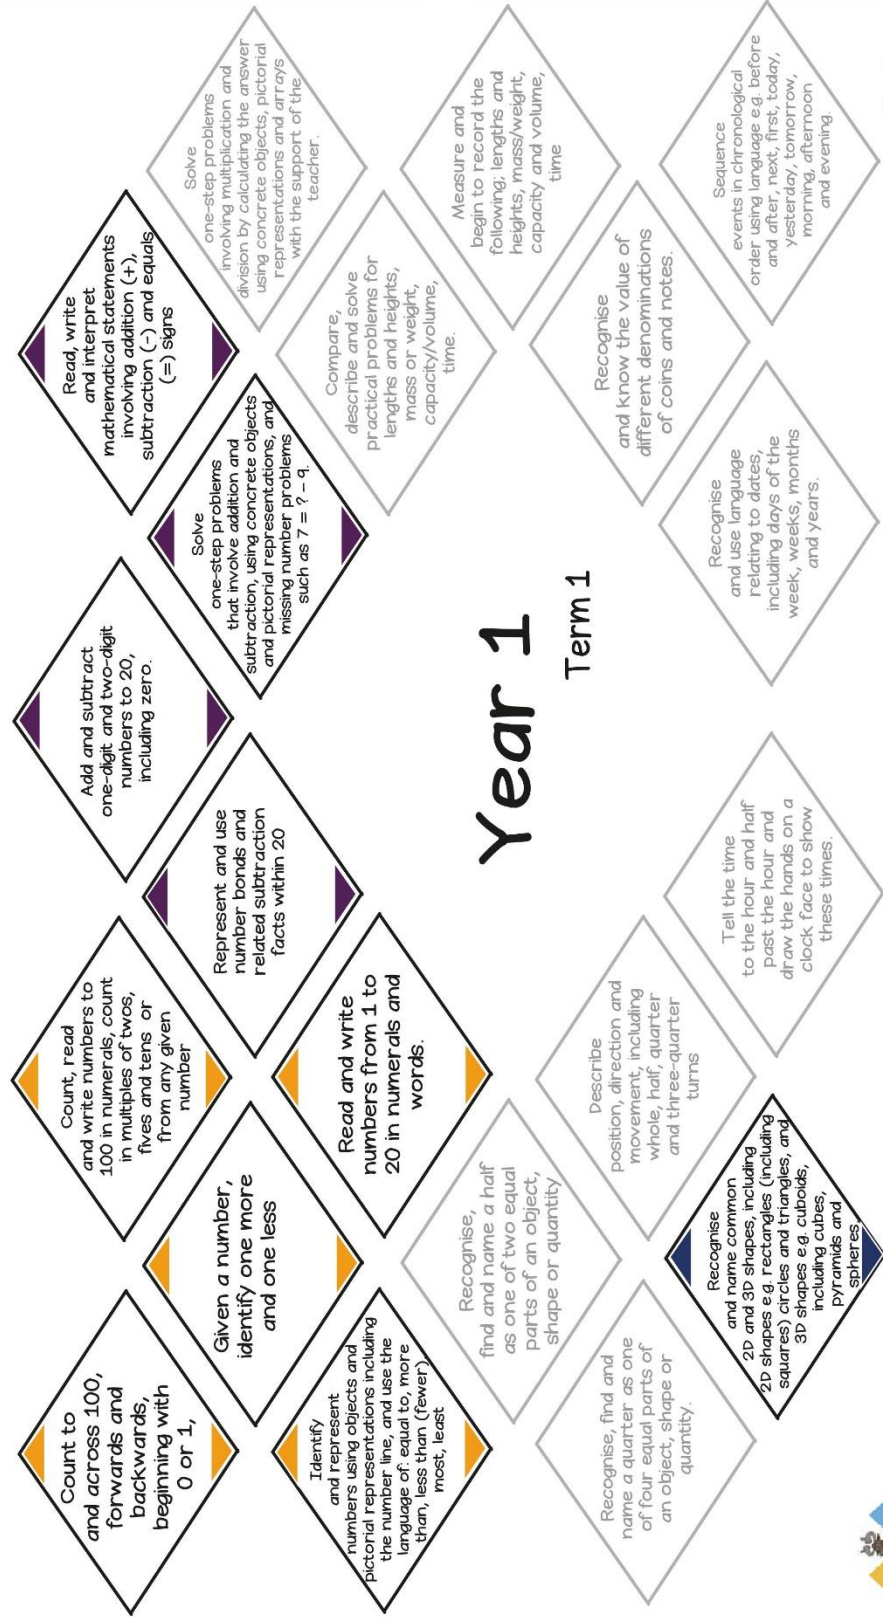 Count to
and across 100,
forwards and
backwards,
beginning with
0 or 1,
Count, read
and write numbers to
100 in numerals, count
in multiples of twos,
fives and tens or
from any given
number
Add and subtract
one-digit and two-digit
numbers to 20,
including zero.
Read, write
and interpret
mathematical statements
involving addition (+),
subtraction (-) and equals
(=) signs
Given a number,
identify one more
and one less
Represent and use
number bonds and
related subtraction
facts within 20
Solve
one-step problems
that involve addition and
subtraction, using concrete objects
and pictorial representations, and
missing number problems
such as 7 = ? – 9.
Solve
one-step problems
involving multiplication and
division by calculating the answer
using concrete objects, pictorial
representations and arrays
with the support of the
teacher.
Identify
and represent
numbers using objects and
pictorial representations including
the number line, and use the
language of: equal to, more
than, less than (fewer),
most, least
Read and write
numbers from 1 to
20 in numerals and
words.
Compare,
describe and solve
practical problems for
lengths and heights,
mass or weight,
capacity/volume,
time.
Recognise,
find and name a half
as one of two equal
parts of an object,
shape or quantity
Year 1
Term 1
Measure and
begin to record the
following; lengths and
heights, mass/weight,
capacity and volume,
time
Recognise, find and
name a quarter as one
of four equal parts of
an object, shape or
quantity.
Describe
position, direction and
movement, including
whole, half, quarter
and three-quarter
turns
Recognise
and know the value of
different denominations
of coins and notes.
Recognise
and name common
2D and 3D shapes, including
2D shapes e.g. rectangles (including
squares) circles and triangles, and
3D shapes e.g. cuboids,
including cubes,
pyramids and
spheres.
Tell the time
to the hour and half
past the hour and
draw the hands on a
clock face to show
these times.
Recognise
and use language
relating to dates,
including days of the
week, weeks, months
and years.
Sequence
events in chronological
order using language e.g. before
and after, next, first, today,
yesterday, tomorrow,
morning, afternoon
and evening.